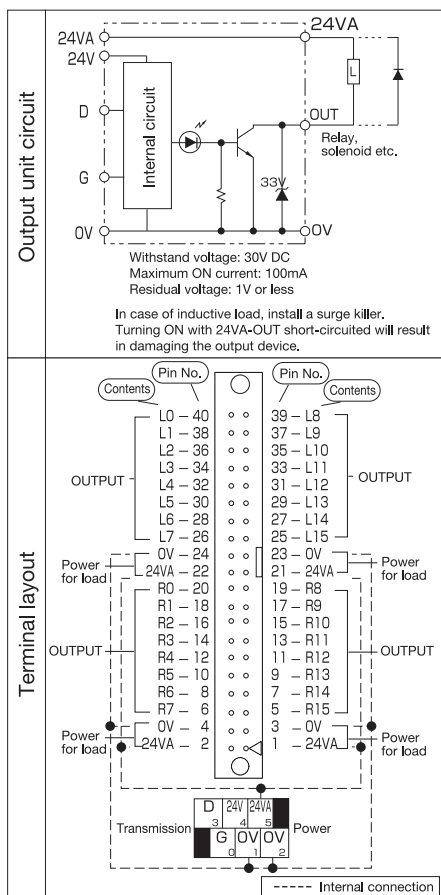 Output unit circuit
24VA 24VA
24V
D
Internal circuit
L
OUT
Relay,
solenoid etc.
G
33V
0V 0V
Withstand voltage: 30V DC
Maximum ON current: 100mA
Residual voltage: 1V or less
In case of inductive load, install a surge killer.
Turning ON with 24VA-OUT short-circuited will result
in damaging the output device.
Terminal layout
Pin No. Pin No.
Contents Contents
L0 – 40 39 – L8
L1 – 38 37 – L9
L2 – 36 35 – L10
L3 – 34 33 – L11
OUTPUT L4 – 32 31 – L12 OUTPUT
L5 – 30 29 – L13
L6 – 28 27 – L14
L7 – 26 25 – L15
Power for load 0V – 24 23 – 0V Power for load
24VA – 22 21 – 24VA
R0 – 20 19 – R8
R1 – 18 17 – R9
R2 – 16 15 – R10
R3 – 14 13 – R11
OUTPUT R4 – 12 11 – R12 OUTPUT
R5 – 10 9 – R13
R6 – 8 7 – R14
R7 – 6 5 – R15
Power for load 0V – 4 3 – 0V Power for load
24VA – 2 1 – 24VA
D 3 24V 4 24VA 5
Transmission Power
G 0 0V 1 0V 2
Internal connection